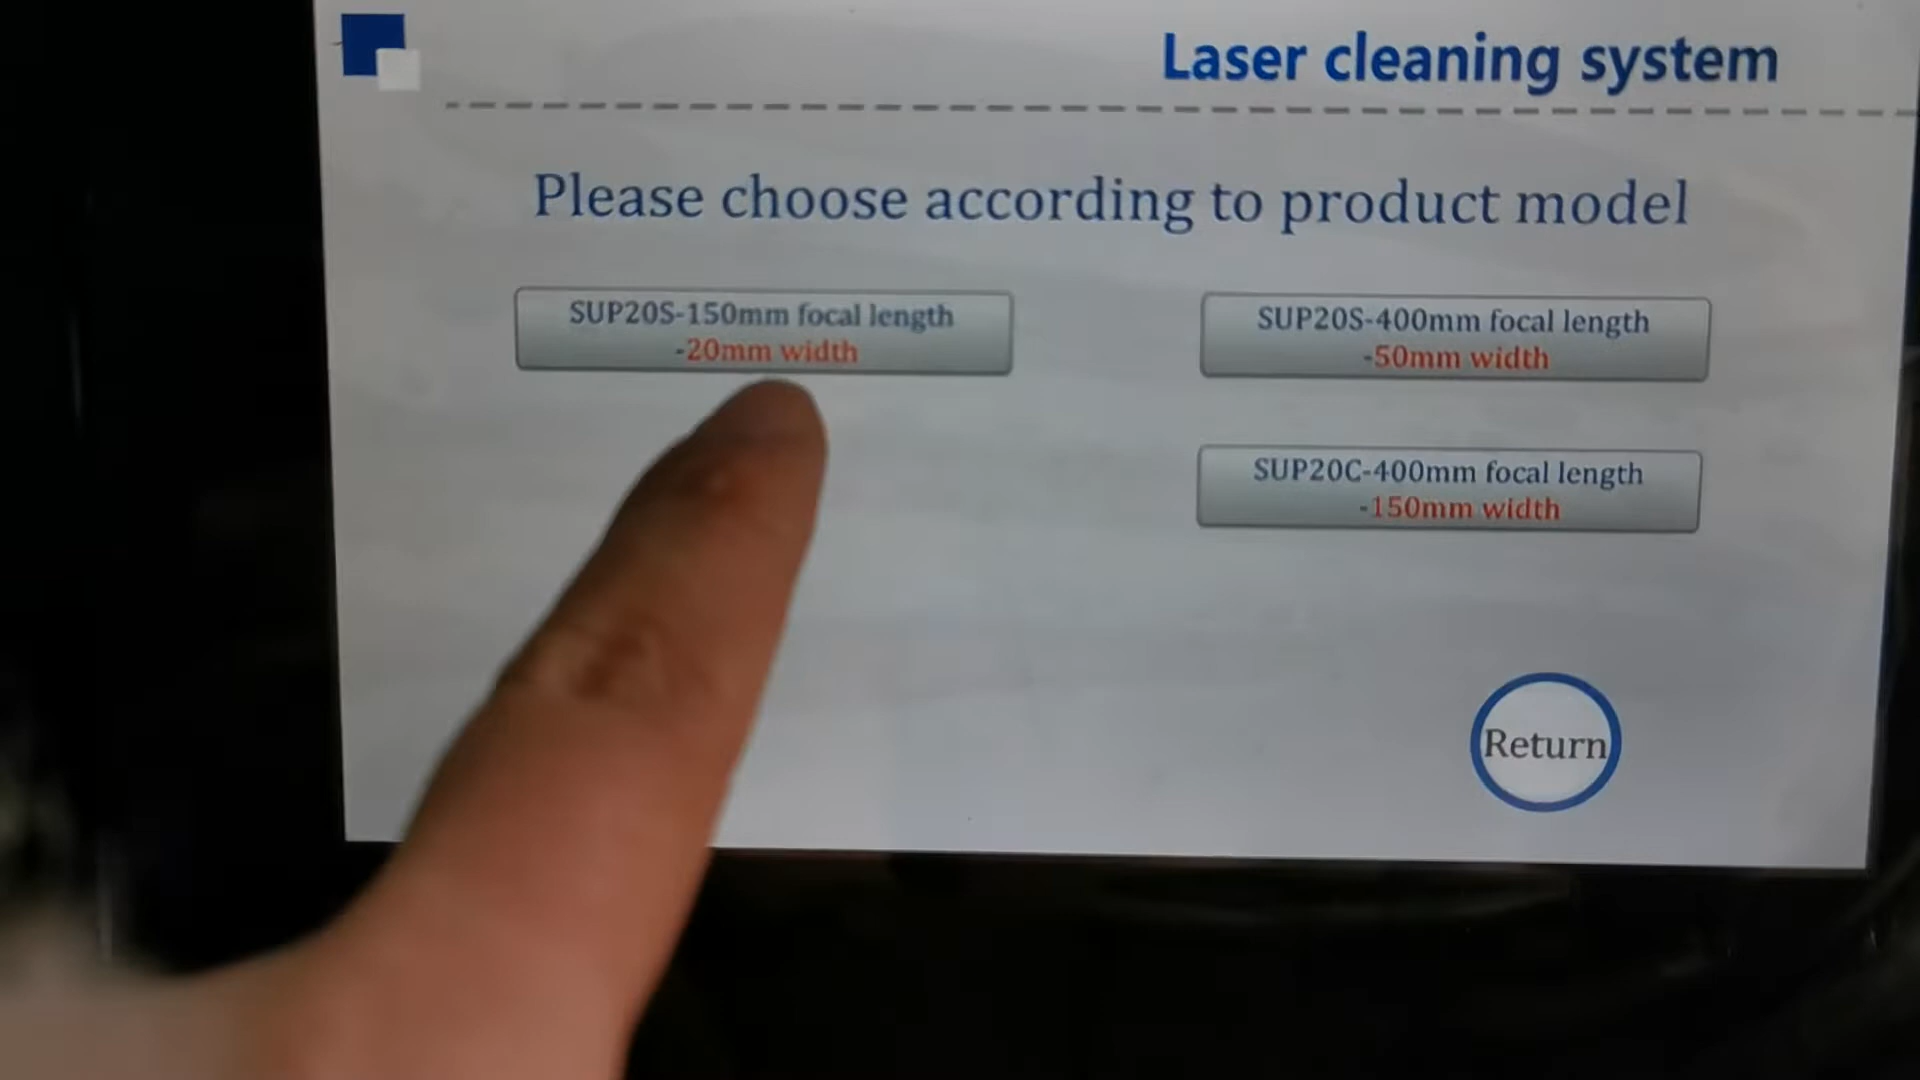 Laser cleaning system
Please choose according to product model
SUP20S-150mm focal length
-20mm width
SUP20S-400mm focal length
-50mm width
SUP20C-400mm focal length
-150mm width
Return